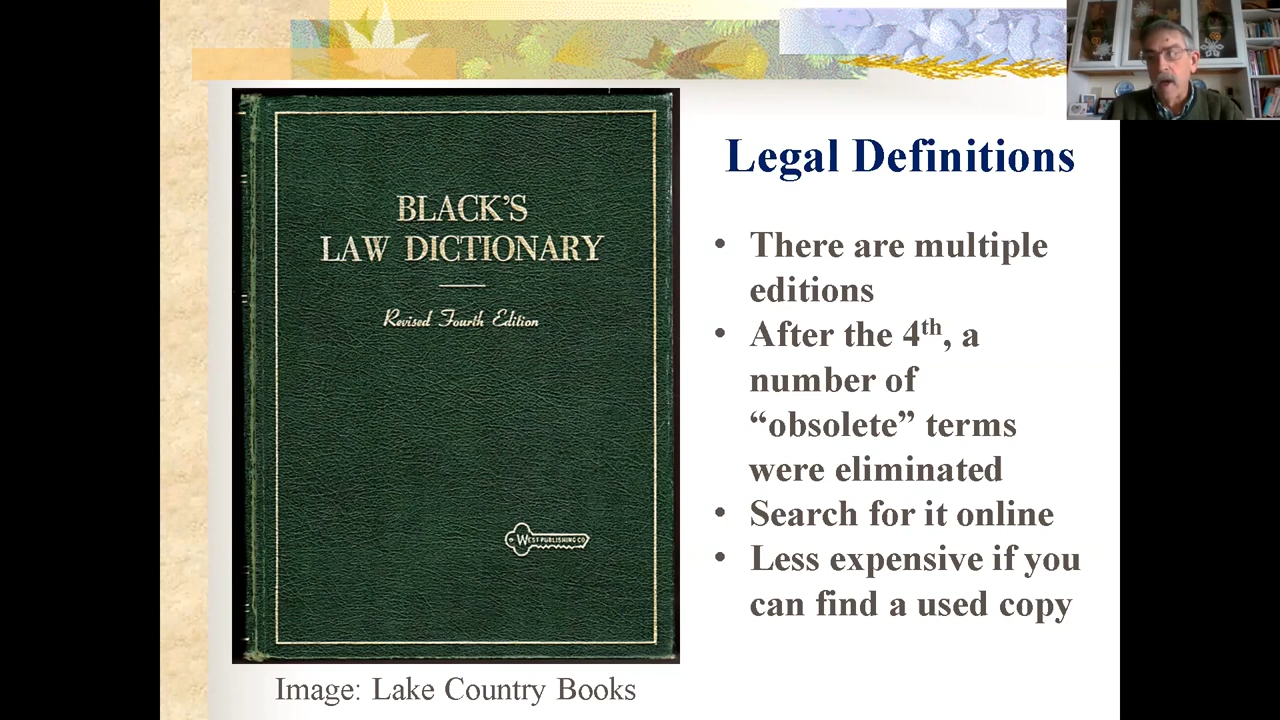 BLACK'S
LAW DICTIONARY
Revised Fourth Edition
WEST PUBLISHING CO
Image: Lake Country Books
Legal Definitions
• There are multiple
editions
• After the 4th, a
number of
“obsolete” terms
were eliminated
• Search for it online
• Less expensive if you
can find a used copy